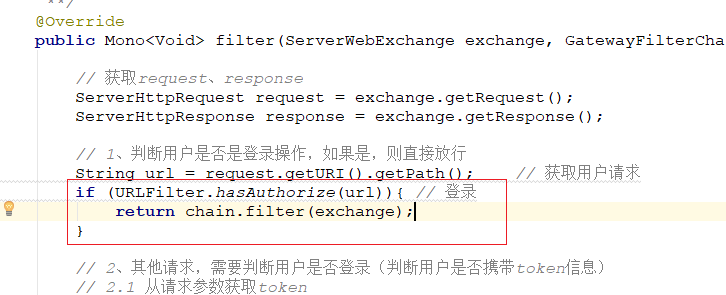 **/
@Override
public Mono<Void> filter(ServerWebExchange exchange, GatewayFilterCha
// 获取request、response
ServerHttpRequest request = exchange.getRequest();
ServerHttpResponse response = exchange.getResponse();
// 1、判断用户是否是登录操作，如果是，则直接放行
String url = request.getURI().getPath(); // 获取用户请求
if (URLFilter.hasAuthorize(url)){ // 登录
return chain.filter(exchange);
}
// 2、其他请求，需要判断用户是否登录（判断用户是否携带token信息）
// 2.1 从请求参数获取token